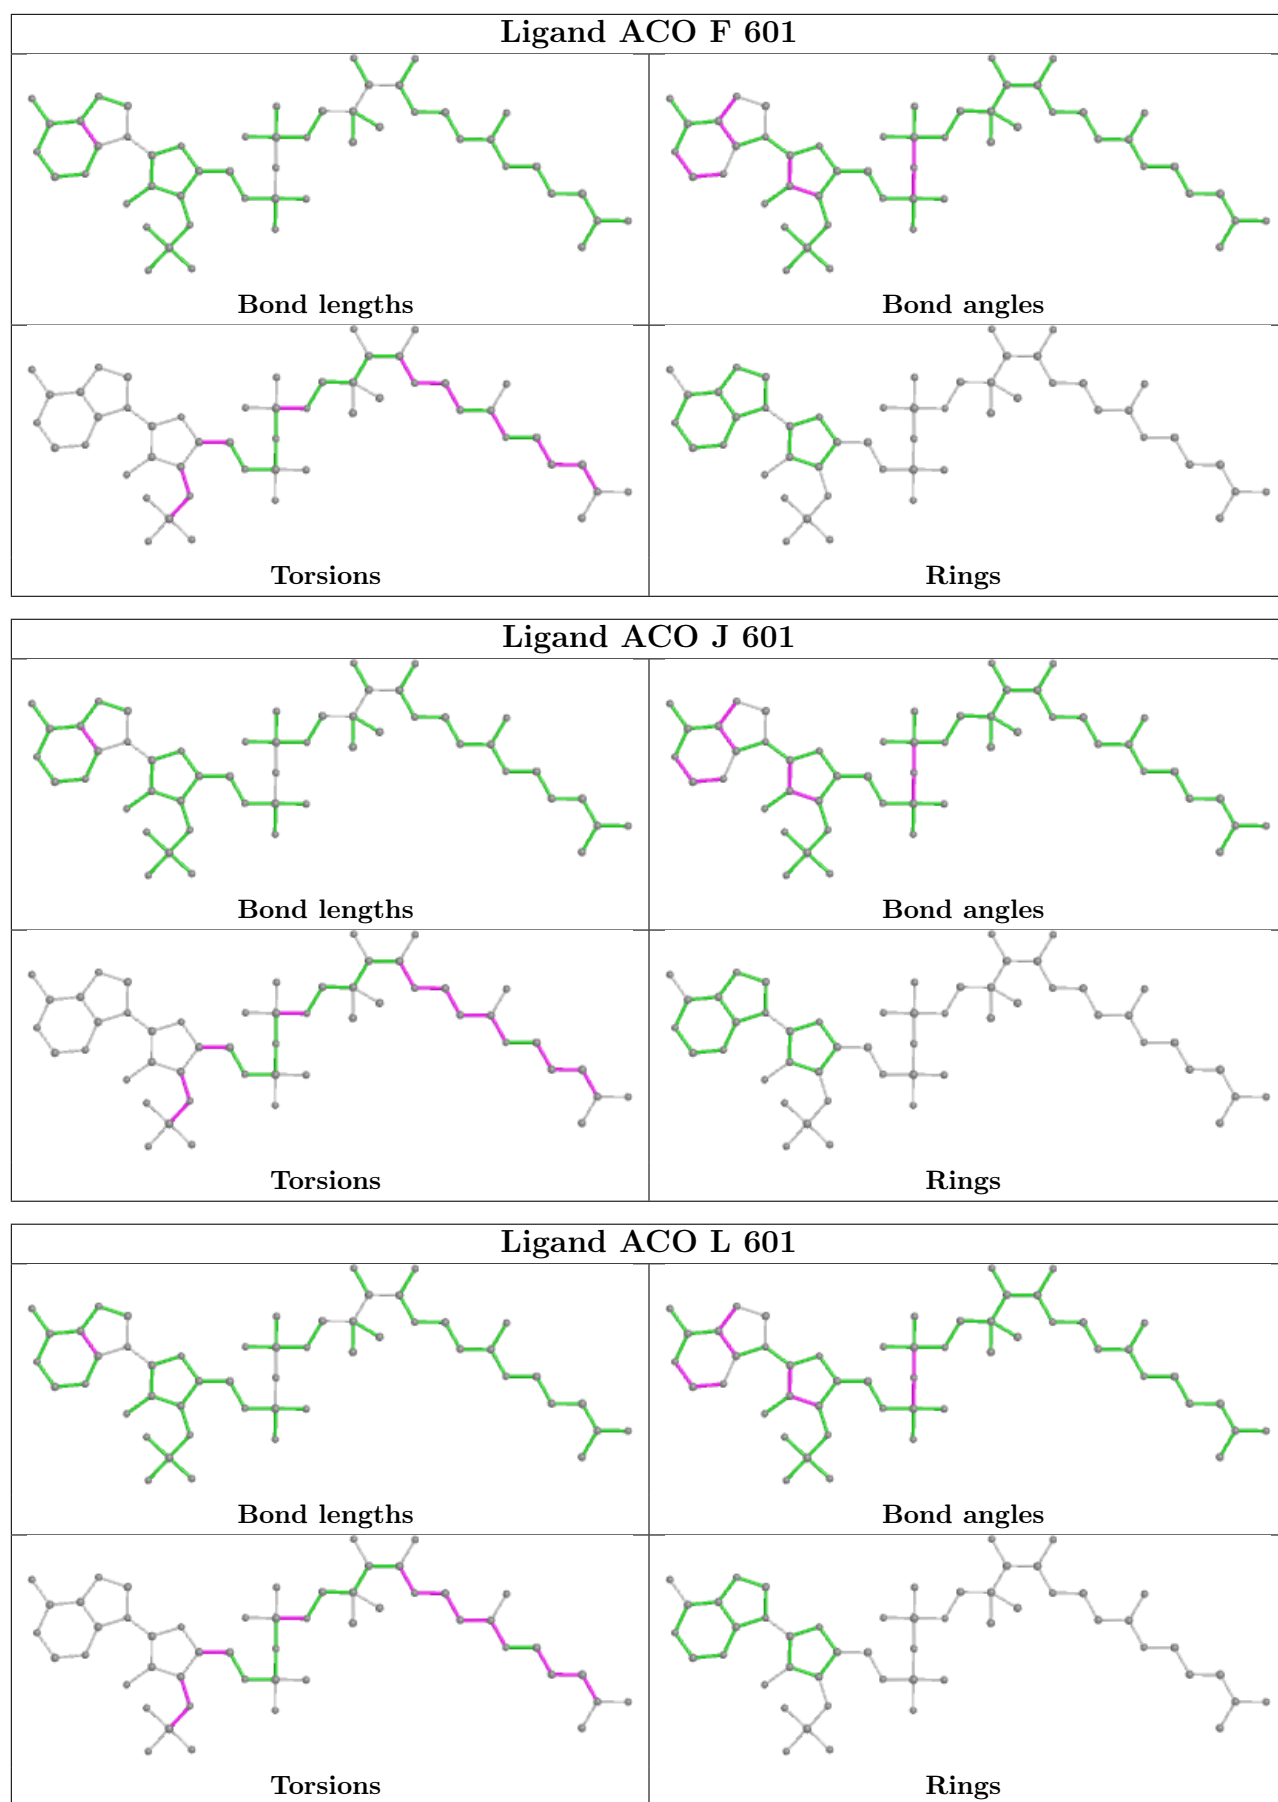 Ligand ACO F 601
Bond lengths
Bond angles
Torsions
Rings
Ligand ACO J 601
Bond lengths
Bond angles
Torsions
Rings
Ligand ACO L 601
Bond lengths
Bond angles
Torsions
Rings